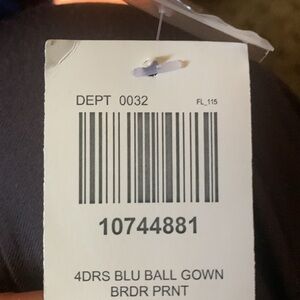 DEPT 0032 FL_115
10744881
4DRS BLU BALL GOWN
BRDR PRNT